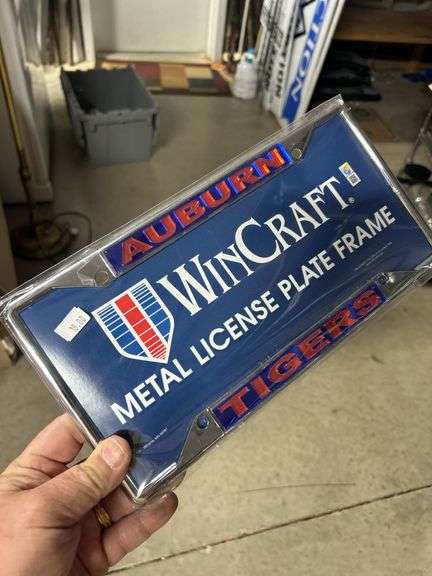 AUBURN
WINCRAFT®
METAL LICENSE PLATE FRAME
TIGERS